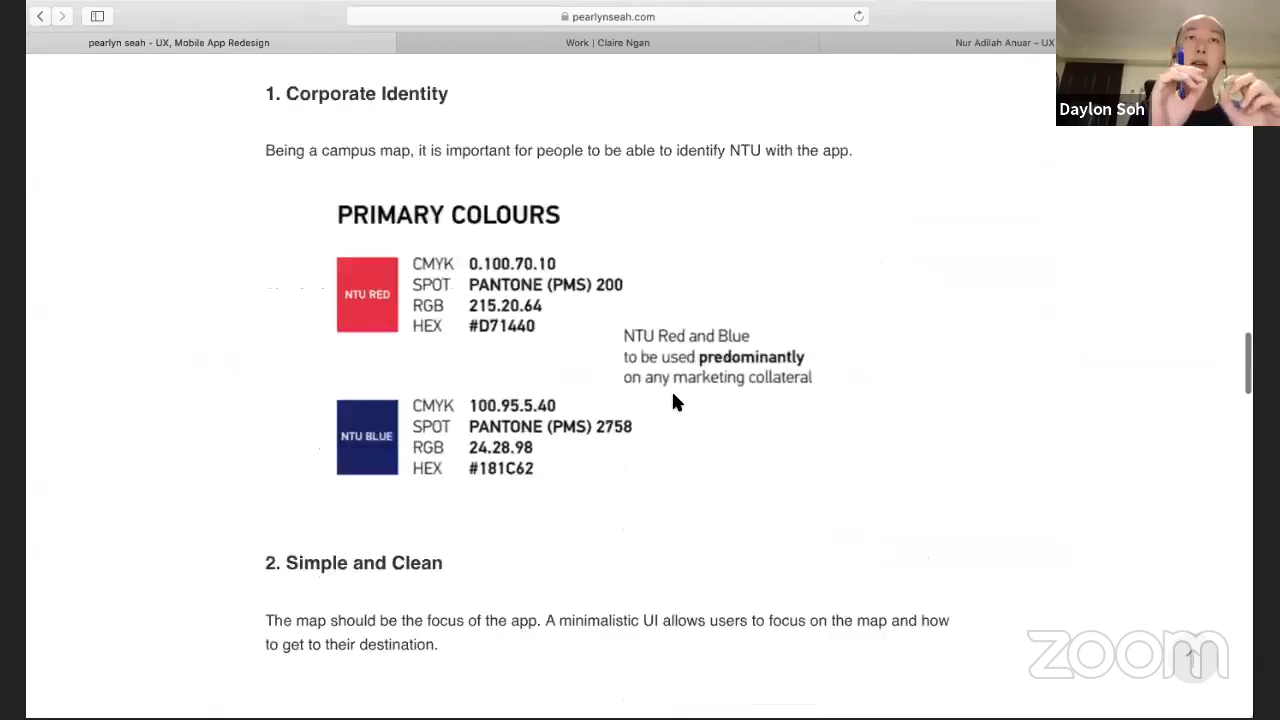 pearlynseah.com
pearlyn seah - UX, Mobile App Redesign
Work | Claire Ngan
Nur Adilah Anuar – UX
Daylon Soh
1. Corporate Identity
Being a campus map, it is important for people to be able to identify NTU with the app.
PRIMARY COLOURS
NTU RED
CMYK 0.100.70.10
SPOT PANTONE (PMS) 200
RGB 215.20.64
HEX #D71440
NTU Red and Blue
to be used predominantly
on any marketing collateral
NTU BLUE
CMYK 100.95.5.40
SPOT PANTONE (PMS) 2758
RGB 24.28.98
HEX #181C62
2. Simple and Clean
The map should be the focus of the app. A minimalistic UI allows users to focus on the map and how
to get to their destination.
zoom